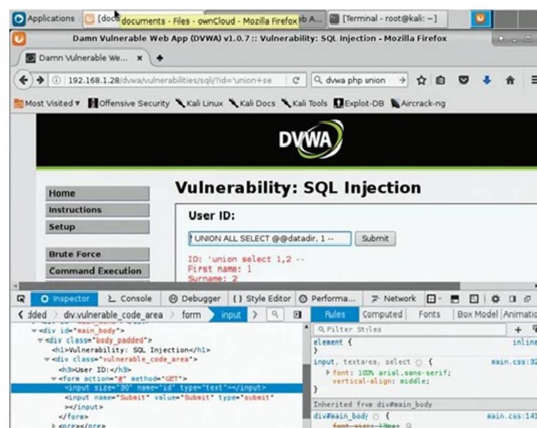 Applications
[doc
documents - Files - ownCloud - Mozilla Firefox
b A...
[Terminal - root@kali: ~]
Damn Vulnerable Web App (DVWA) v1.0.7 :: Vulnerability: SQL Injection - Mozilla Firefox
Damn Vulnerable We... ×
192.168.1.28/dvwa/vulnerabilities/sqli/?id='union+se
dvwa php union
Most Visited Offensive Security Kali Linux Kali Docs Kali Tools Exploit-DB Aircrack-ng
DVWA
Home
Instructions
Setup
Brute Force
Command Execution
Vulnerability: SQL Injection
User ID:
' UNION ALL SELECT @@datadir, 1 -- Submit
ID: 'union select 1,2 --
First name: 1
Surname: 2
Inspector Console Debugger {} Style Editor Performa... Network
dded div.vulnerable_code_area form input Rules Computed Fonts Box Model Animatio
<div id="main_body">
<div class="body_padded">
<h1>Vulnerability: SQL Injection</h1>
<div class="vulnerable_code_area">
<h3>User ID:</h3>
<form action="#" method="GET">
<input size="90" name="id" type="text"></input>
<input name="Submit" value="Submit" type="submit"
></input>
</form>
<pre></pre>
Filter Styles
element { inline
}
input, textarea, select { main.css:32
font: 100% arial,sans-serif;
vertical-align: middle;
}
Inherited from div#main_body
div#main_body { main.css:141